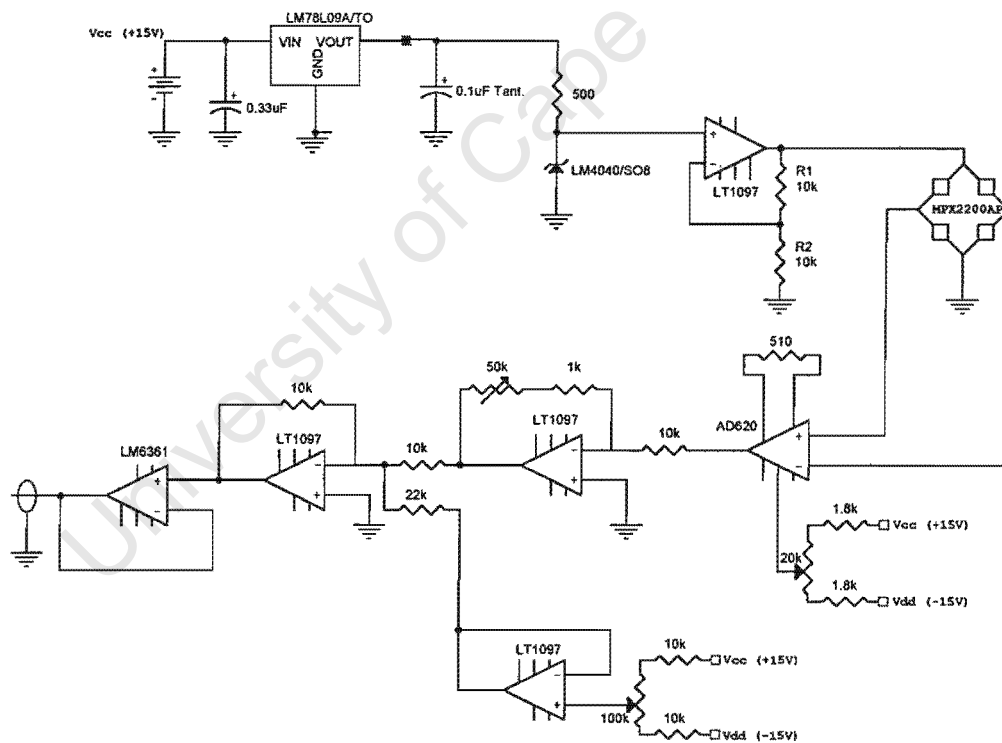 LM78L09A/TO
Vcc (+15V)
VIN VOUT
GND
0.33uF
0.1uF Tant.
500
LM4040/SO8
LT1097
R1
10k
R2
10k
MPX2200AP
510
50k
1k
10k
LT1097
AD620
LM6361
LT1097
10k
10k
22k
1.8k
Vcc (+15V)
20k
1.8k
Vdd (-15V)
LT1097
10k
Vcc (+15V)
100k
10k
Vdd (-15V)
University of Cape